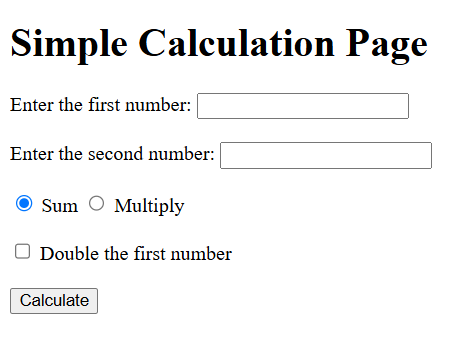 Simple Calculation Page
Enter the first number:
Enter the second number:
Sum Multiply
Double the first number
Calculate